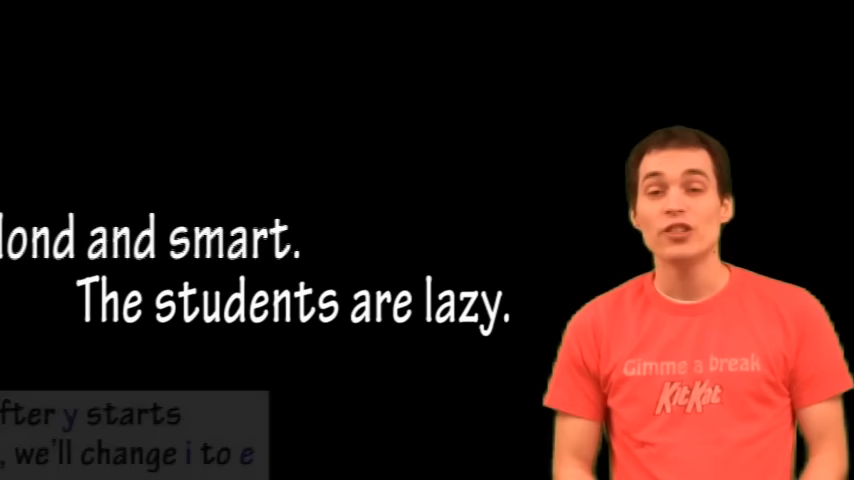 lond and smart.
The students are lazy.
fter y starts
, we'll change i to e
Gimme a break
KitKat